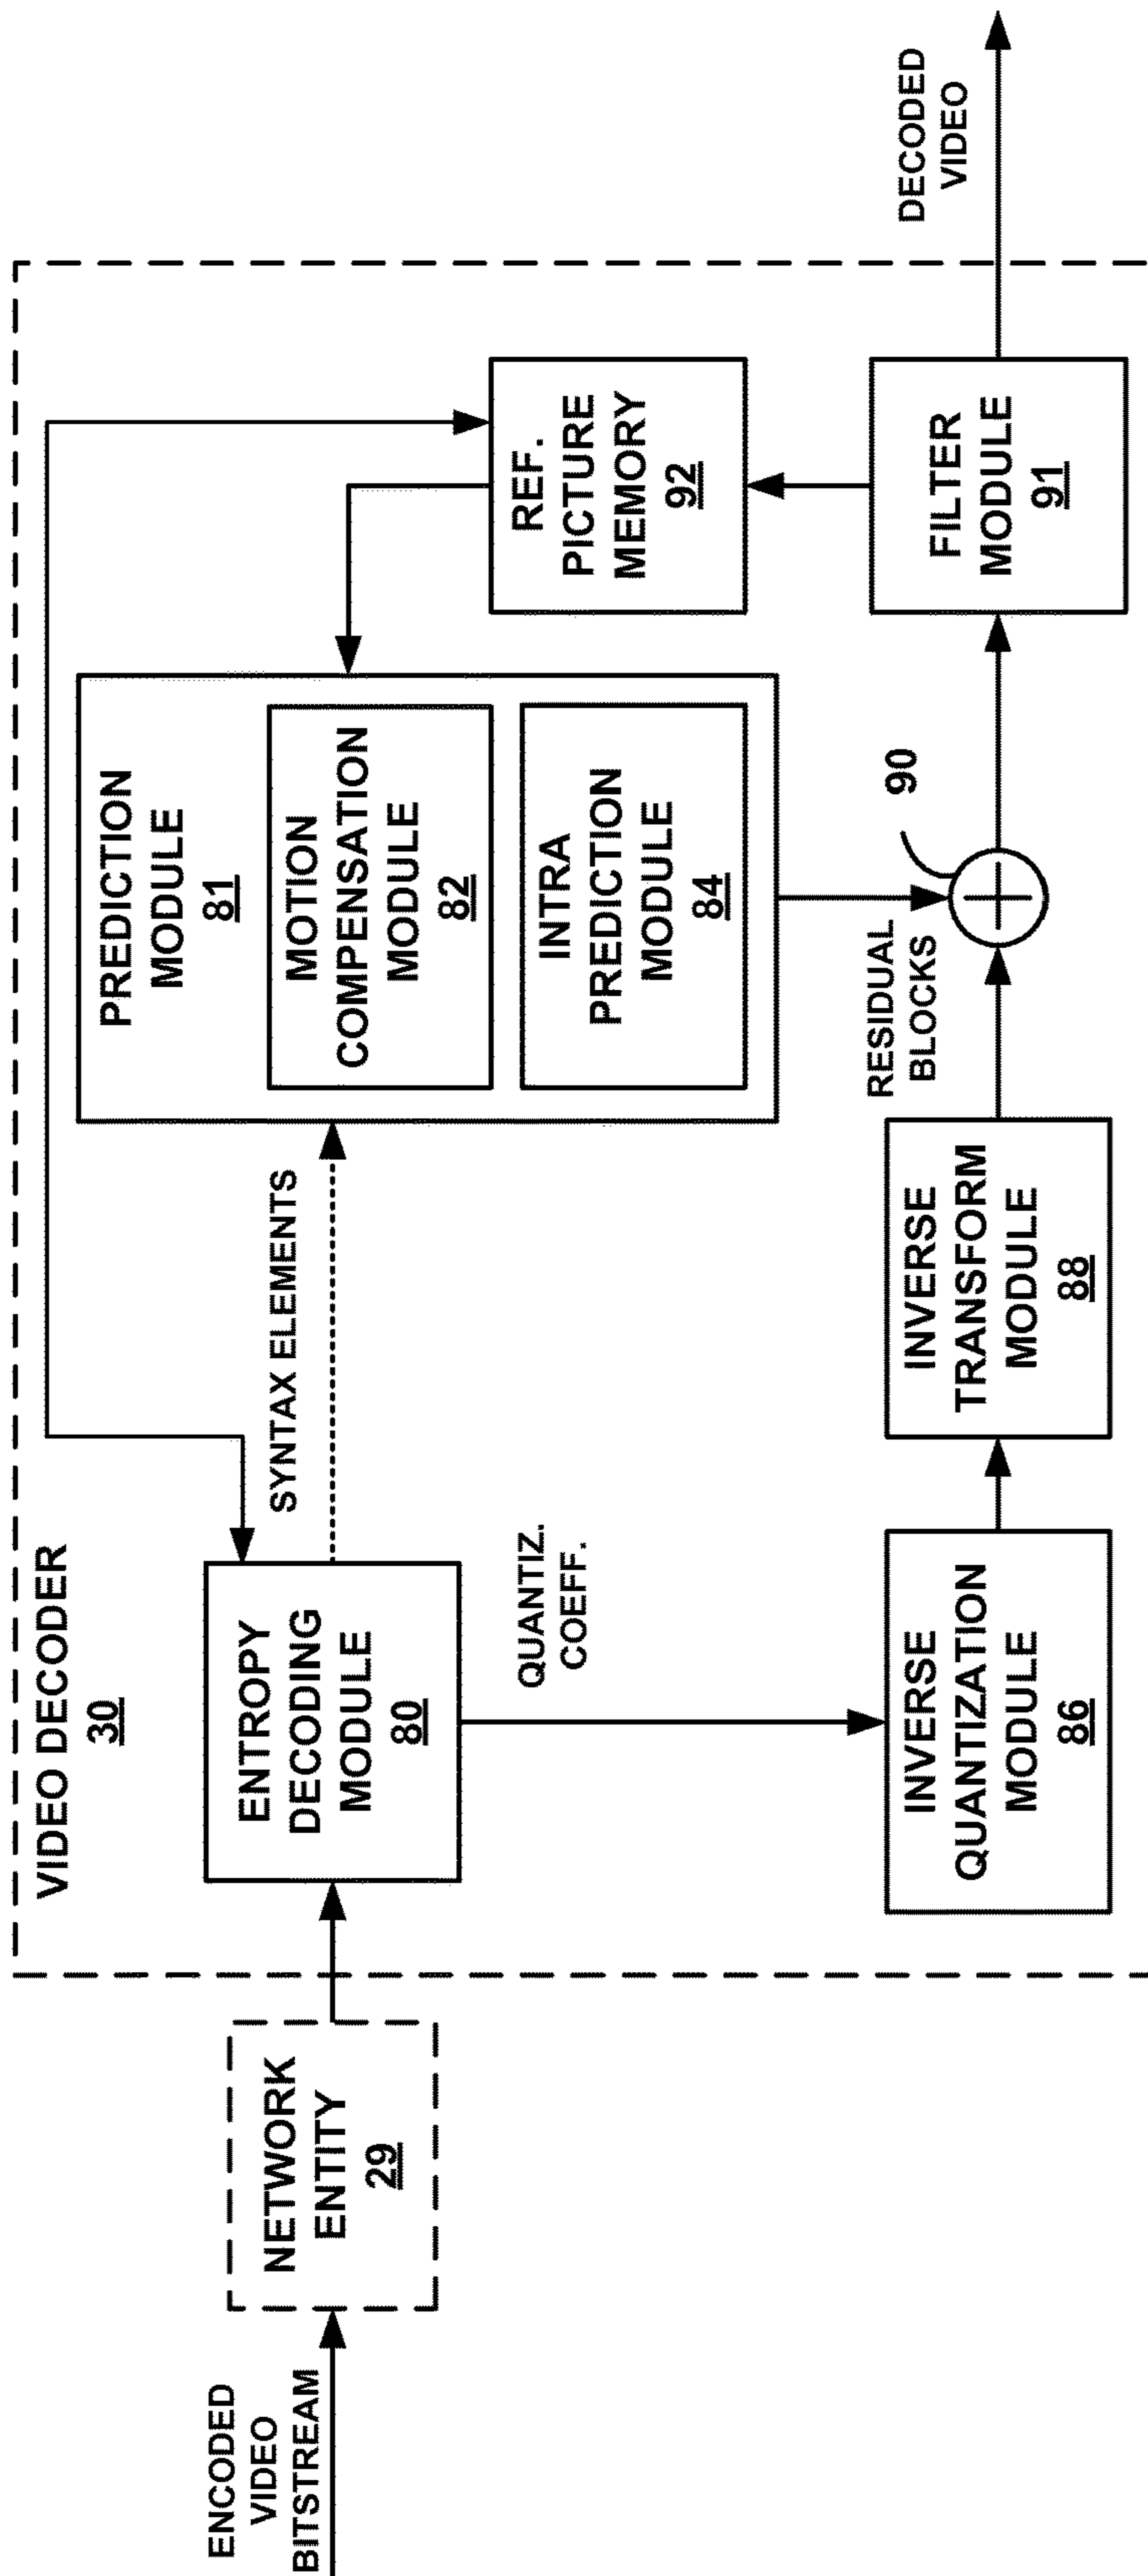 ENCODED
VIDEO
BITSTREAM
NETWORK
ENTITY
29
VIDEO DECODER
30
ENTROPY
DECODING
MODULE
80
SYNTAX ELEMENTS
QUANTIZ.
COEFF.
PREDICTION
MODULE
81
MOTION
COMPENSATION
MODULE
82
INTRA
PREDICTION
MODULE
84
REF.
PICTURE
MEMORY
92
INVERSE
QUANTIZATION
MODULE
86
INVERSE
TRANSFORM
MODULE
88
RESIDUAL
BLOCKS
90
FILTER
MODULE
91
DECODED
VIDEO